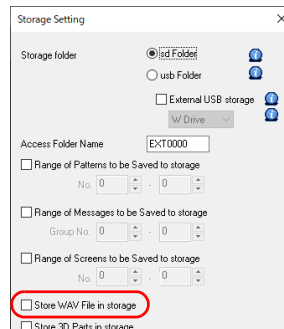 Storage Setting
Storage folder
sd Folder
usb Folder
External USB storage
W Drive
Access Folder Name
EXT0000
Range of Patterns to be Saved to storage
No. 0 - 0
Range of Messages to be Saved to storage
Group No. 0 - 0
Range of Screens to be Saved to storage
No. 0 - 0
Store WAV File in storage
Store 3D Parts in storage